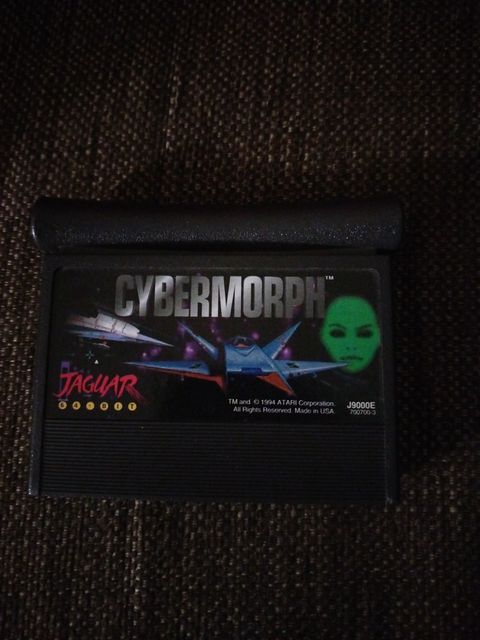 CYBERMORPH™
JAGUAR
64-BIT
TM and © 1994 ATARI Corporation.
All Rights Reserved. Made in USA.
J9000E
700700-3